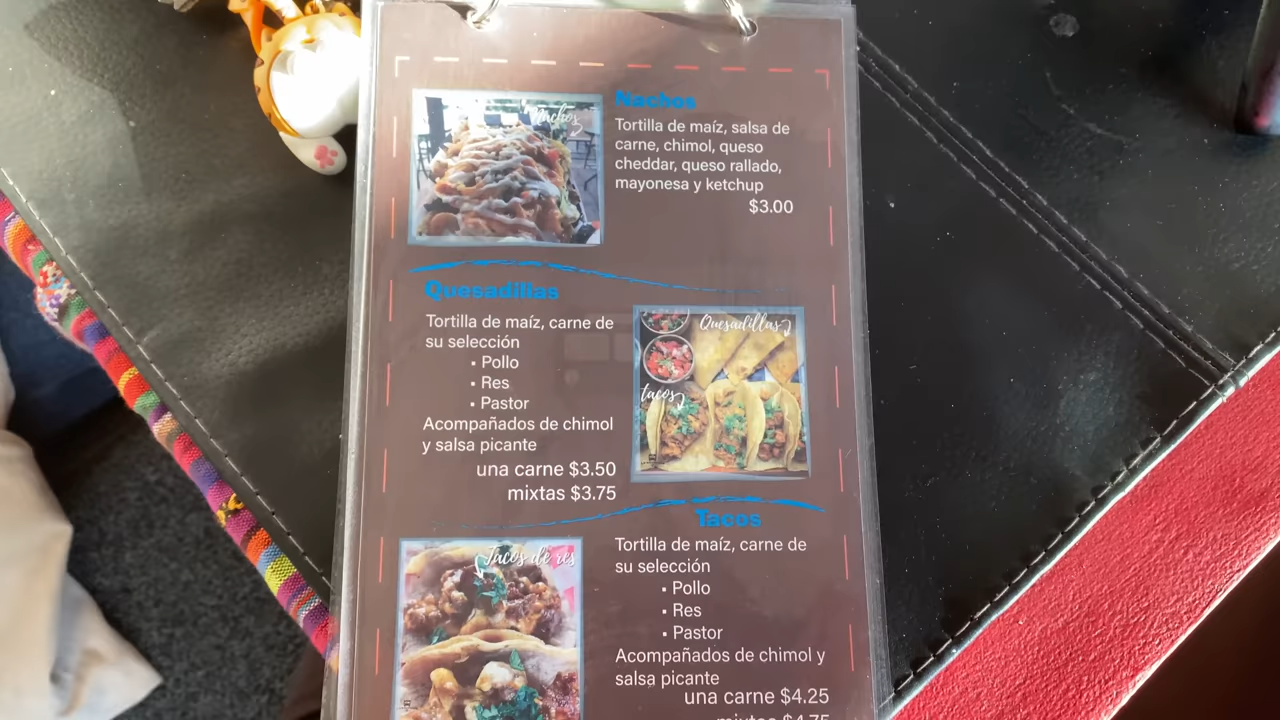 Nachos
Nachos
Tortilla de maíz, salsa de
carne, chimol, queso
cheddar, queso rallado,
mayonesa y ketchup
$3.00
Quesadillas
Tortilla de maíz, carne de
su selección
▪ Pollo
▪ Res
▪ Pastor
Acompañados de chimol
y salsa picante
una carne $3.50
mixtas $3.75
Quesadillas
tacos
Tacos
Tacos de res
Tortilla de maíz, carne de
su selección
▪ Pollo
▪ Res
▪ Pastor
Acompañados de chimol y
salsa picante
una carne $4.25
mixtas $4.75